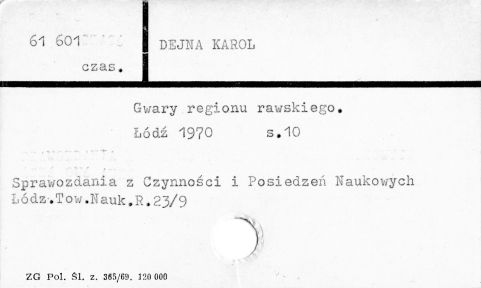 61 601
czas.
DEJNA KAROL
Gwary regionu rawskiego.
Łódź 1970 s.10
Sprawozdania z Czynności i Posiedzeń Naukowych
Łódz.Tow.Nauk.R.23/9
ZG Pol. Śl. z. 365/69. 120 000